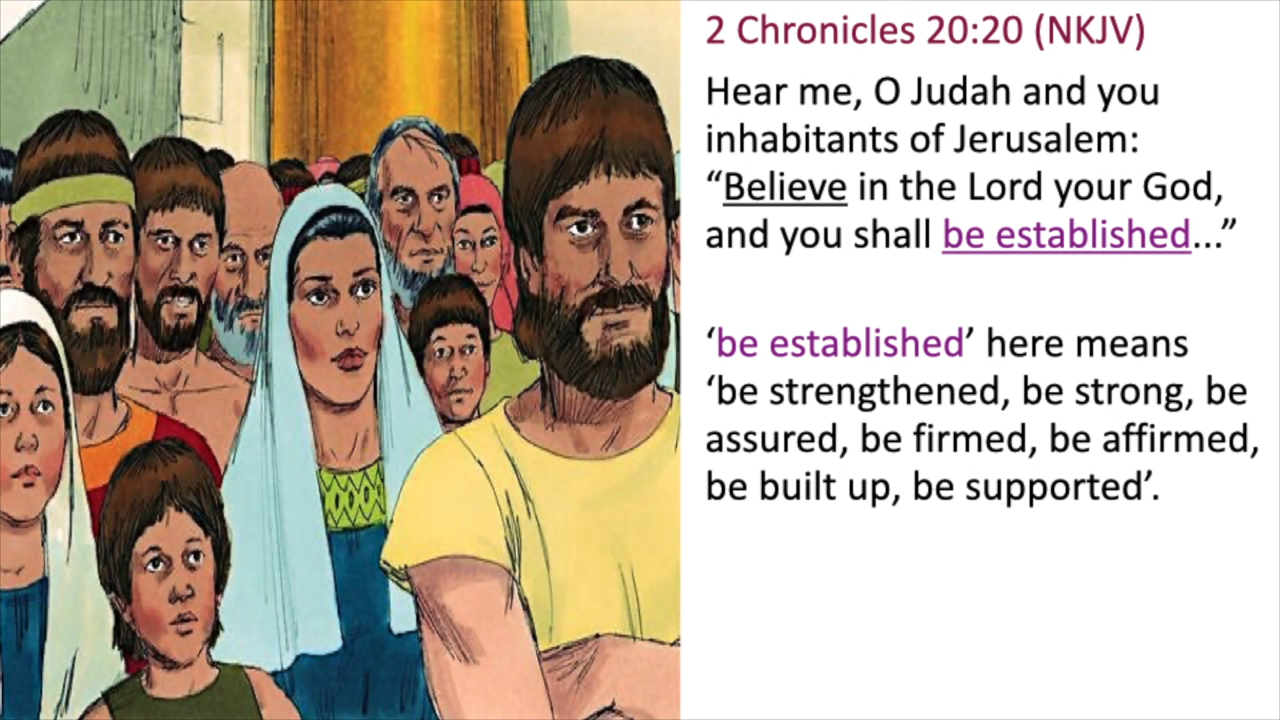 2 Chronicles 20:20 (NKJV)
Hear me, O Judah and you
inhabitants of Jerusalem:
“Believe in the Lord your God,
and you shall be established...”
‘be established’ here means
‘be strengthened, be strong, be
assured, be firmed, be affirmed,
be built up, be supported’.